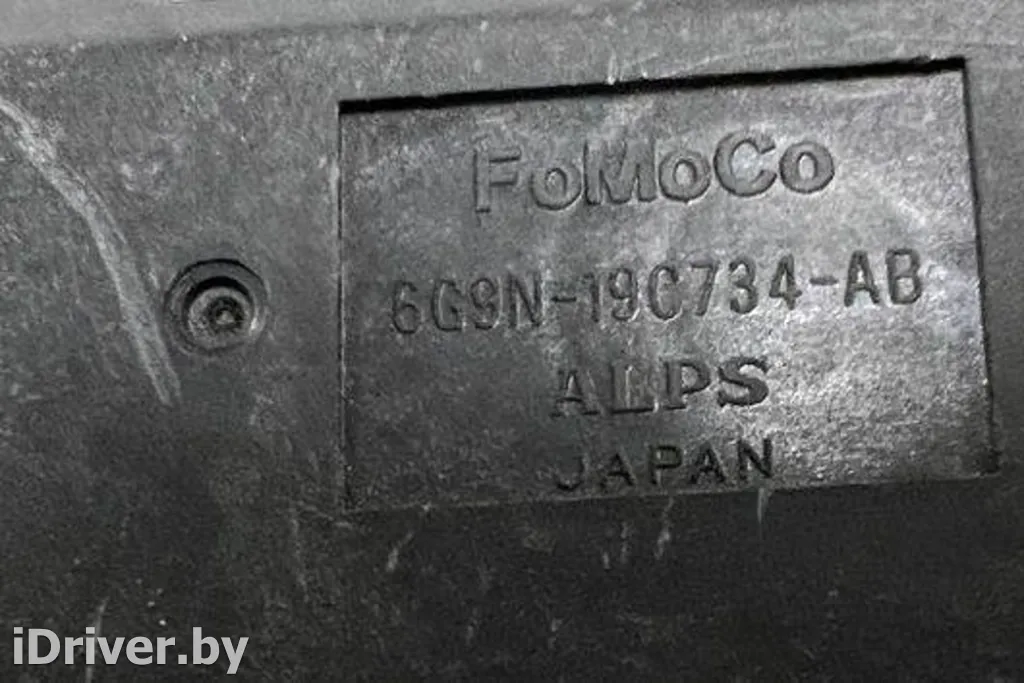 FoMoCo
6G9N-19C734-AB
ALPS
JAPAN
iDriver.by